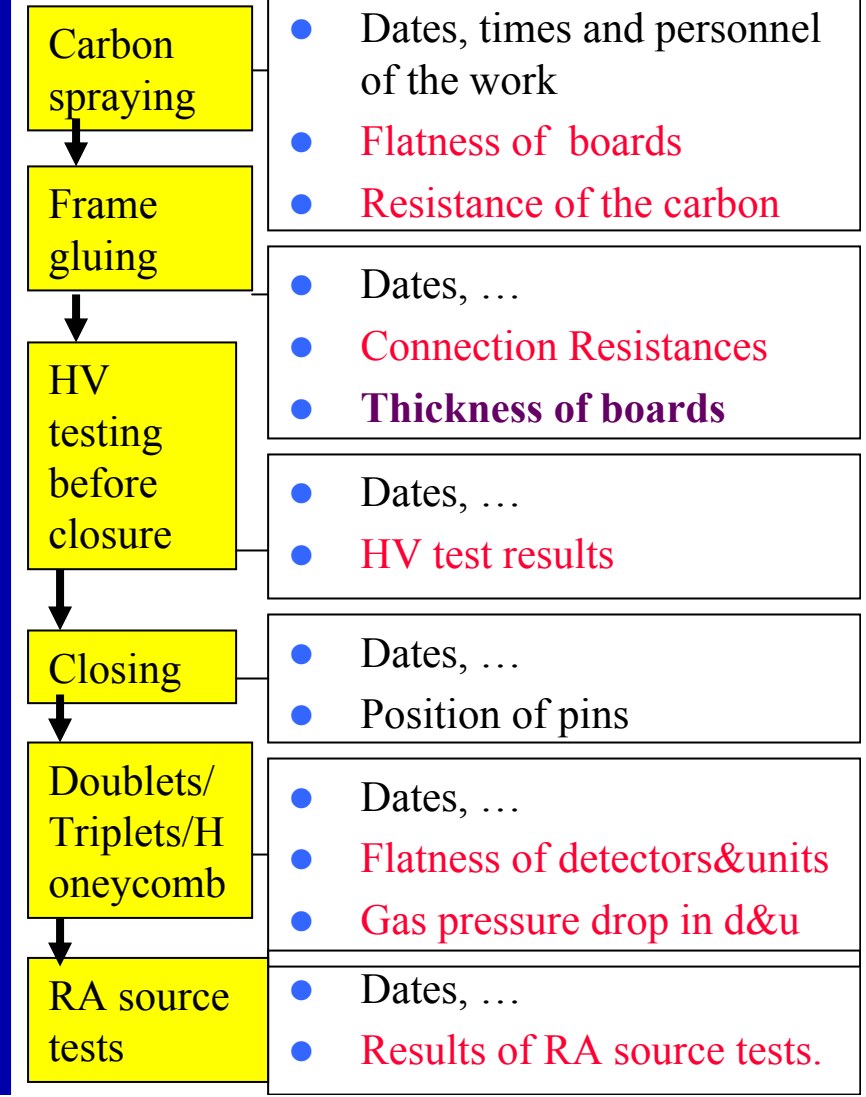 Carbon
spraying
● Dates, times and personnel
of the work
● Flatness of boards
● Resistance of the carbon
Frame
gluing
● Dates, …
● Connection Resistances
● Thickness of boards
HV
testing
before
closure
● Dates, …
● HV test results
Closing
● Dates, …
● Position of pins
Doublets/
Triplets/H
oneycomb
● Dates, …
● Flatness of detectors&units
● Gas pressure drop in d&u
RA source
tests
● Dates, …
● Results of RA source tests.